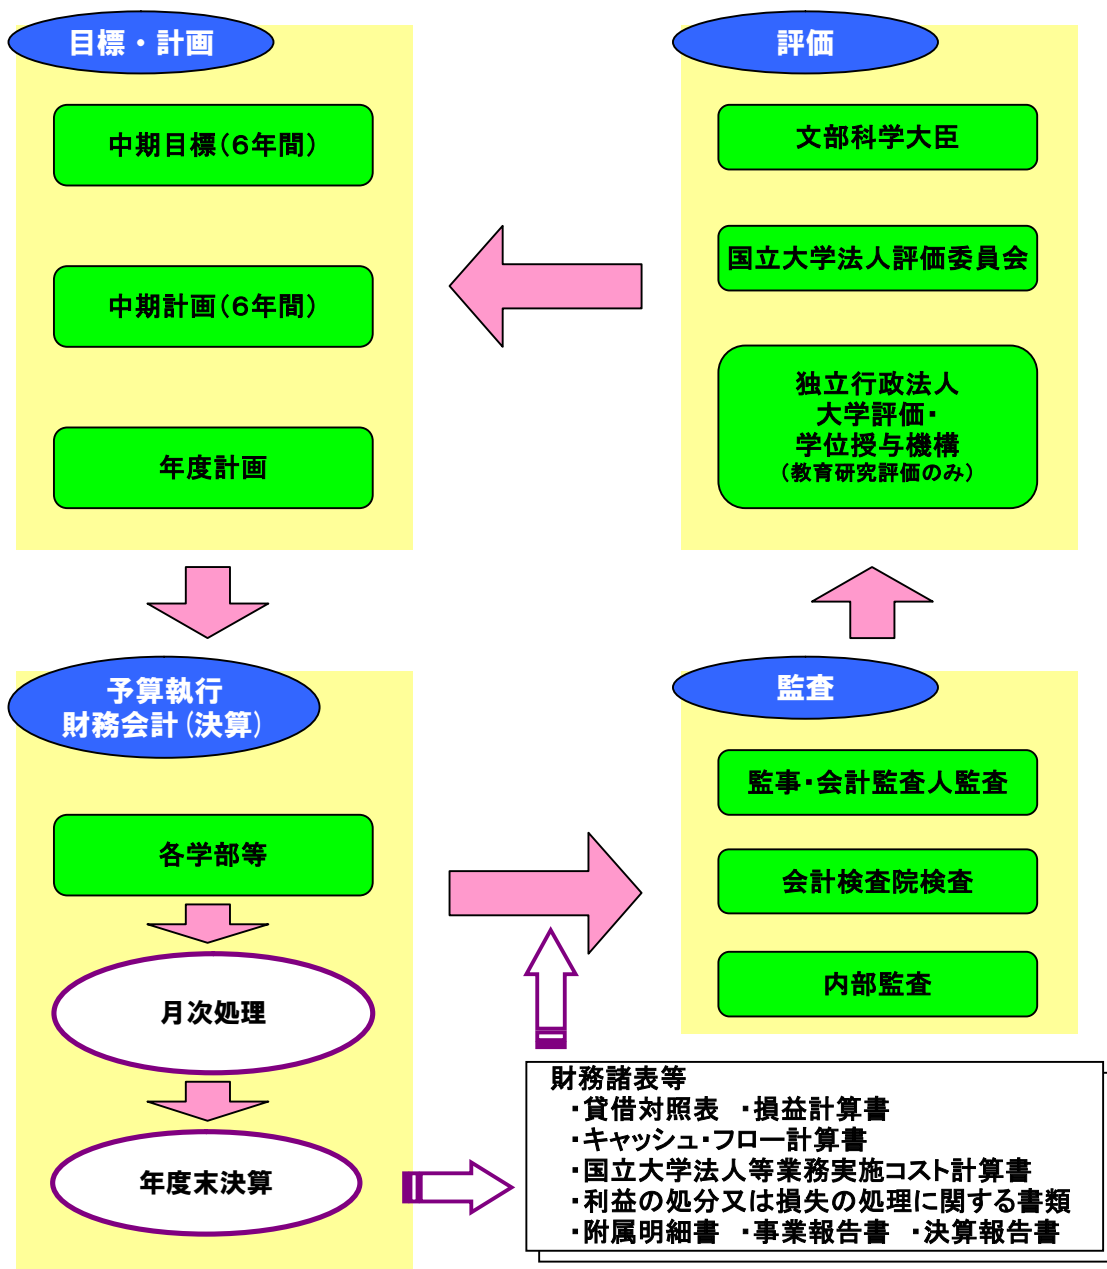 目標・計画
中期目標（６年間）
中期計画（６年間）
年度計画
評価
文部科学大臣
国立大学法人評価委員会
独立行政法人
大学評価・
学位授与機構
（教育研究評価のみ）
予算執行
財務会計（決算）
各学部等
月次処理
年度末決算
監査
監事・会計監査人監査
会計検査院検査
内部監査
財務諸表等
・貸借対照表　・損益計算書
・キャッシュ・フロー計算書
・国立大学法人等業務実施コスト計算書
・利益の処分又は損失の処理に関する書類
・附属明細書　・事業報告書　・決算報告書